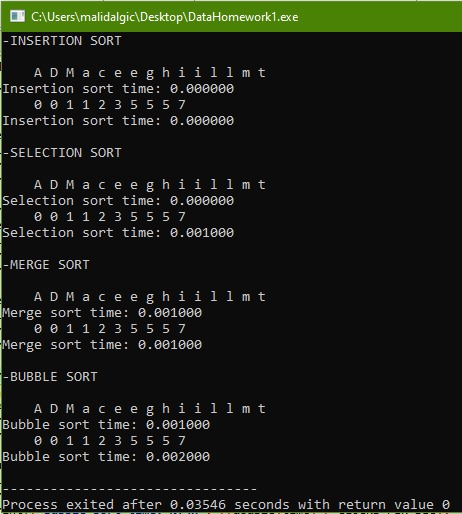 C:\Users\malidalgic\Desktop\DataHomework1.exe
-INSERTION SORT
A D M a c e e e g h i i i l l l m t
Insertion sort time: 0.000000
0 0 1 1 1 2 3 5 5 5 7
Insertion sort time: 0.000000
-SELECTION SORT
A D M a c e e e g h i i i l l l m t
Selection sort time: 0.000000
0 0 1 1 1 2 3 5 5 5 7
Selection sort time: 0.001000
-MERGE SORT
A D M a c e e e g h i i i l l l m t
Merge sort time: 0.001000
0 0 1 1 1 2 3 5 5 5 7
Merge sort time: 0.001000
-BUBBLE SORT
A D M a c e e e g h i i i l l l m t
Bubble sort time: 0.001000
0 0 1 1 1 2 3 5 5 5 7
Bubble sort time: 0.002000
--------------------------------
Process exited after 0.03546 seconds with return value 0